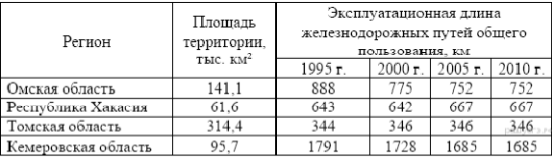 Регион Площадь территории, тыс. км² Эксплуатационная длина железнодорожных путей общего пользования, км
1995 г. 2000 г. 2005 г. 2010 г.
Омская область 141,1 888 775 752 752
Республика Хакасия 61,6 643 642 667 667
Томская область 314,4 344 346 346 346
Кемеровская область 95,7 1791 1728 1685 1685